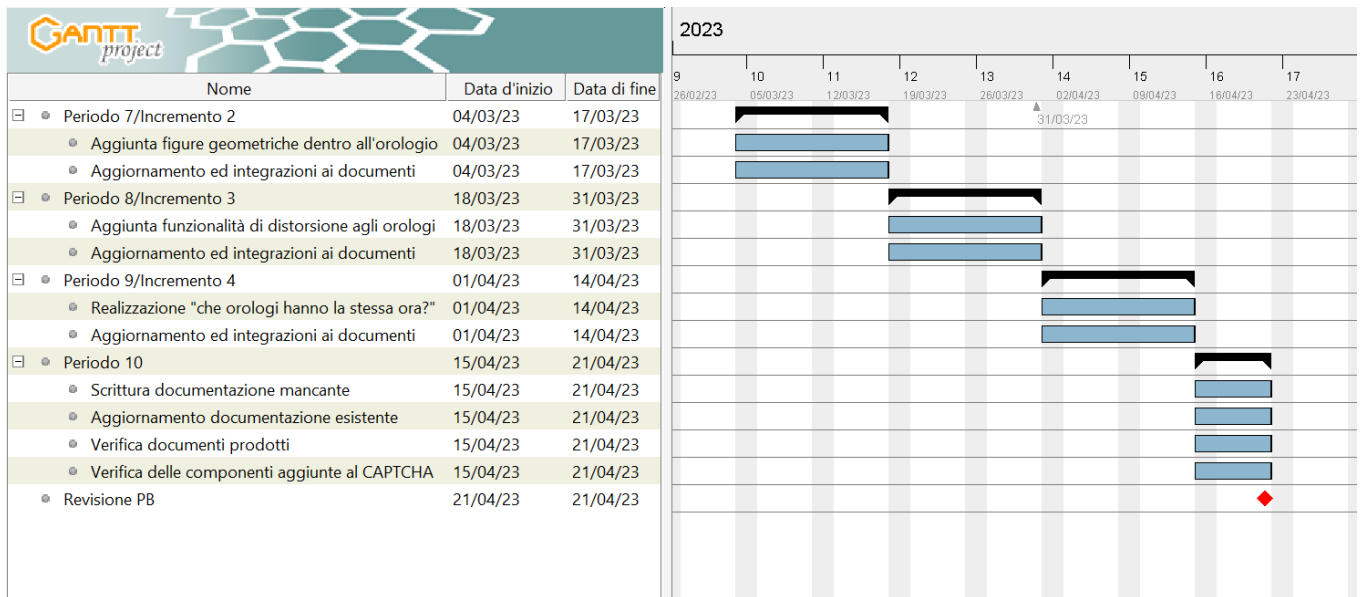 GANTT
project
2023
9 10 11 12 13 14 15 16 17
26/02/23 05/03/23 12/03/23 19/03/23 26/03/23 02/04/23 09/04/23 16/04/23 23/04/23
31/03/23
Nome Data d'inizio Data di fine
Periodo 7/Incremento 2 04/03/23 17/03/23
Aggiunta figure geometriche dentro all'orologio 04/03/23 17/03/23
Aggiornamento ed integrazioni ai documenti 04/03/23 17/03/23
Periodo 8/Incremento 3 18/03/23 31/03/23
Aggiunta funzionalità di distorsione agli orologi 18/03/23 31/03/23
Aggiornamento ed integrazioni ai documenti 18/03/23 31/03/23
Periodo 9/Incremento 4 01/04/23 14/04/23
Realizzazione "che orologi hanno la stessa ora?" 01/04/23 14/04/23
Aggiornamento ed integrazioni ai documenti 01/04/23 14/04/23
Periodo 10 15/04/23 21/04/23
Scrittura documentazione mancante 15/04/23 21/04/23
Aggiornamento documentazione esistente 15/04/23 21/04/23
Verifica documenti prodotti 15/04/23 21/04/23
Verifica delle componenti aggiunte al CAPTCHA 15/04/23 21/04/23
Revisione PB 21/04/23 21/04/23